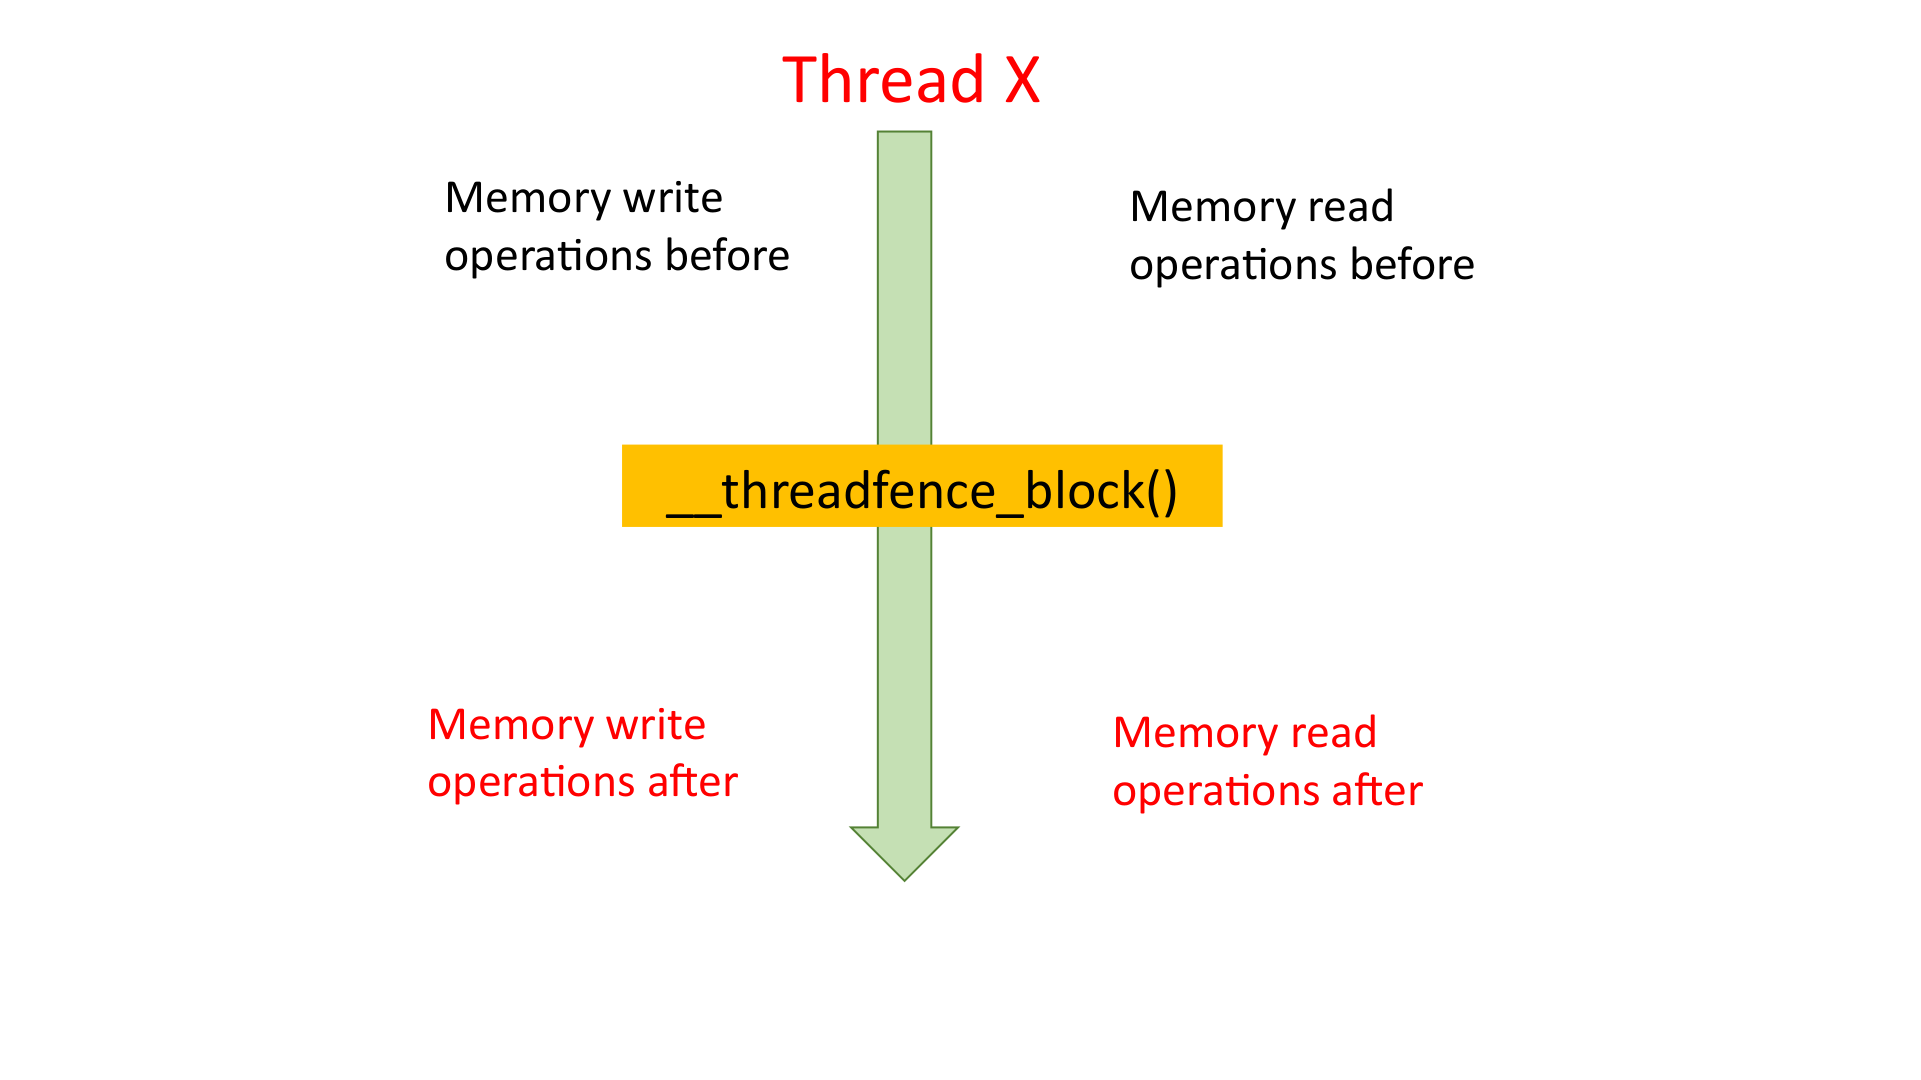 Thread X
Memory write
operations before
Memory read
operations before
__threadfence_block()
Memory write
operations after
Memory read
operations after